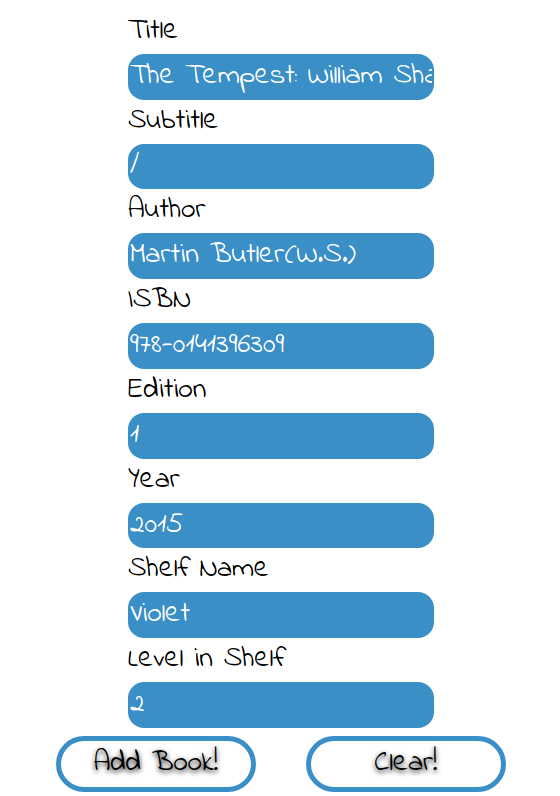 Title
The Tempest: William Sha
Subtitle
/
Author
Martin Butler(W.S.)
ISBN
978-0141396309
Edition
1
Year
2015
Shelf Name
Violet
Level in Shelf
2
Add Book! Clear!